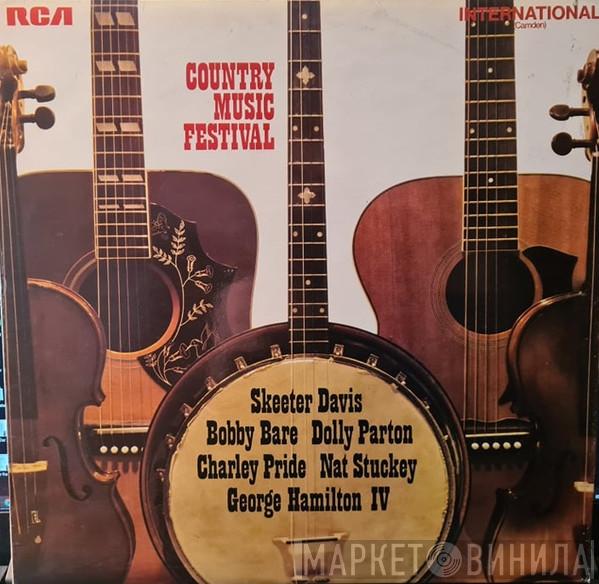 RCA
INTERNATIONAL
(Camden)
COUNTRY
MUSIC
FESTIVAL
Skeeter Davis
Bobby Bare Dolly Parton
Charley Pride Nat Stuckey
George Hamilton IV
МАРКЕТ ВИНИЛА